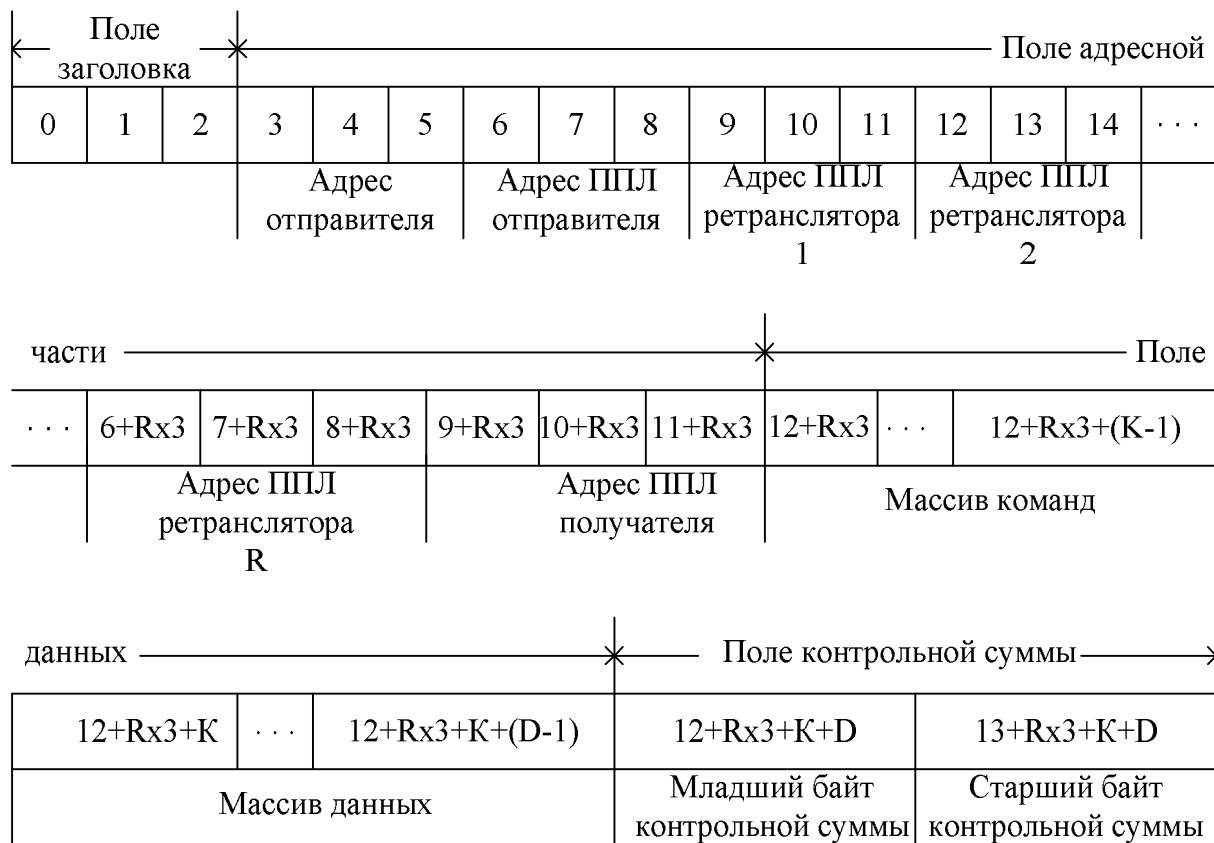 Поле
заголовка
Поле адресной
0 1 2 3 4 5 6 7 8 9 10 11 12 13 14 · · ·
Адрес
отправителя
Адрес ППЛ
отправителя
Адрес ППЛ
ретранслятора
1
Адрес ППЛ
ретранслятора
2
части
Поле
· · · 6+Rx3 7+Rx3 8+Rx3 9+Rx3 10+Rx3 11+Rx3 12+Rx3 · · · 12+Rx3+(K-1)
Адрес ППЛ
ретранслятора
R
Адрес ППЛ
получателя
Массив команд
данных
Поле контрольной суммы
12+Rx3+K · · · 12+Rx3+K+(D-1) 12+Rx3+K+D 13+Rx3+K+D
Массив данных
Младший байт
контрольной суммы
Старший байт
контрольной суммы